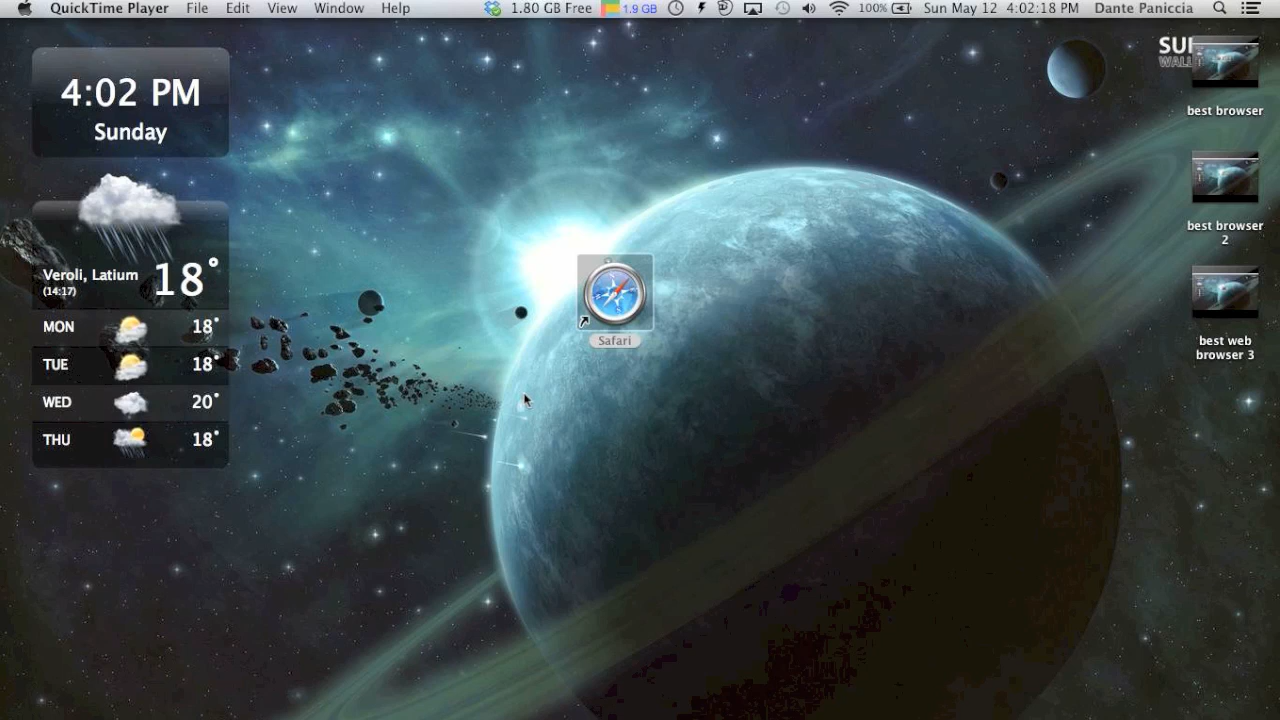 QuickTime Player File Edit View Window Help 1.80 GB Free 1.9 GB 100% Sun May 12 4:02:18 PM Dante Paniccia
4:02 PM
Sunday
Veroli, Latium 18°
(14:17)
MON 18°
TUE 18°
WED 20°
THU 18°
Safari
best browser
best browser
2
best web
browser 3